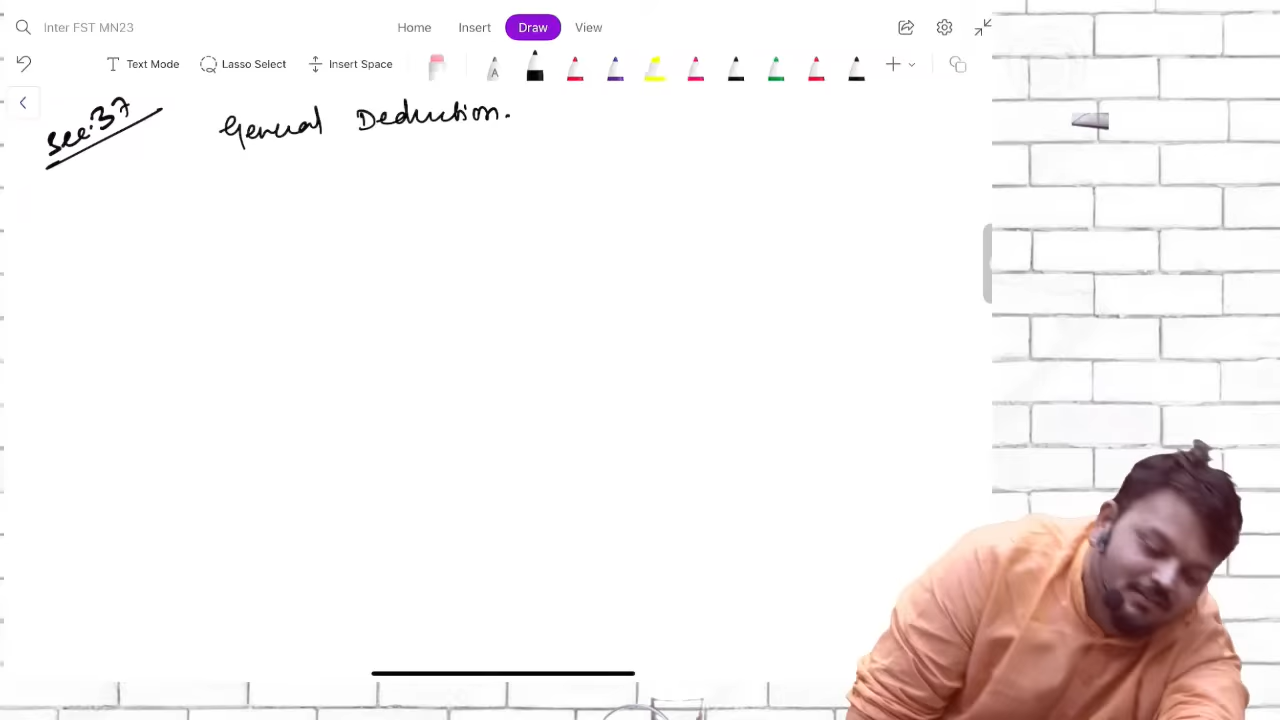 Inter FST MN23
Home Insert Draw View
Text Mode Lasso Select Insert Space
A
Sec. 37 General Deduction.